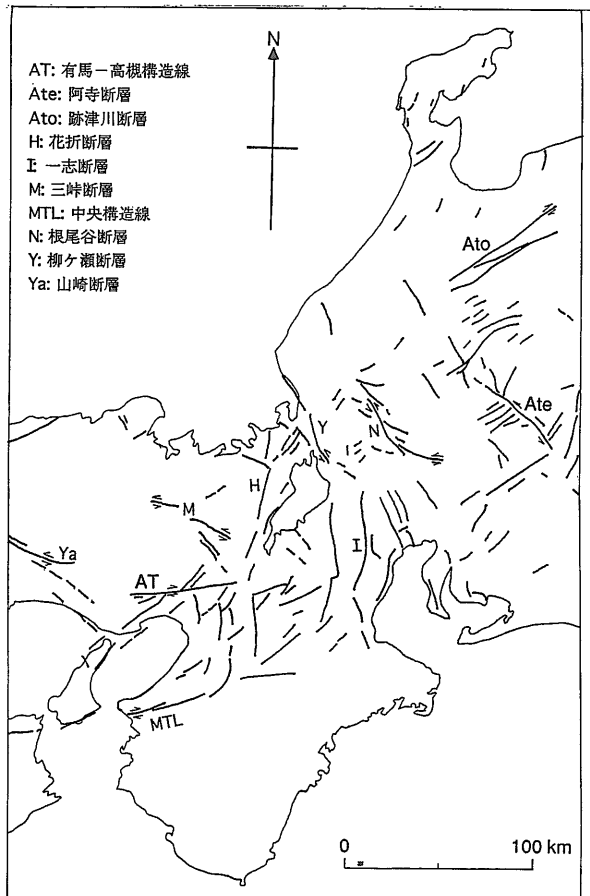 N
AT: 有馬－高槻構造線
Ate: 阿寺断層
Ato: 跡津川断層
H: 花折断層
I: 一志断層
M: 三峠断層
MTL: 中央構造線
N: 根尾谷断層
Y: 柳ケ瀬断層
Ya: 山崎断層
Ato
Ate
Y
N
H
M
I
Ya
AT
MTL
0
100 km